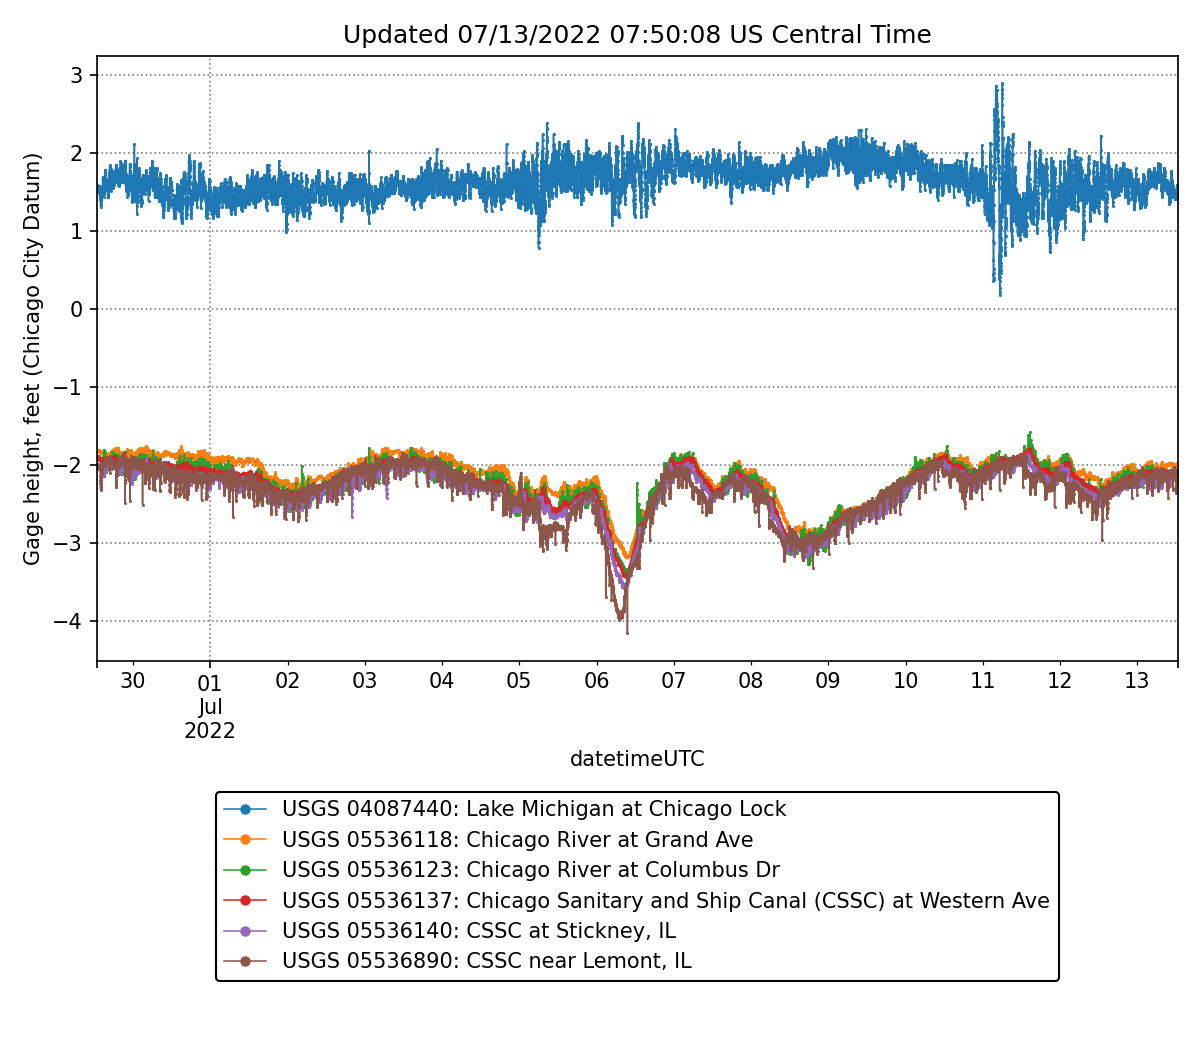 Updated 07/13/2022 07:50:08 US Central Time
Gage height, feet (Chicago City Datum)
3
2
1
0
−1
−2
−3
−4
30 01 02 03 04 05 06 07 08 09 10 11 12 13
Jul
2022
datetimeUTC
USGS 04087440: Lake Michigan at Chicago Lock
USGS 05536118: Chicago River at Grand Ave
USGS 05536123: Chicago River at Columbus Dr
USGS 05536137: Chicago Sanitary and Ship Canal (CSSC) at Western Ave
USGS 05536140: CSSC at Stickney, IL
USGS 05536890: CSSC near Lemont, IL